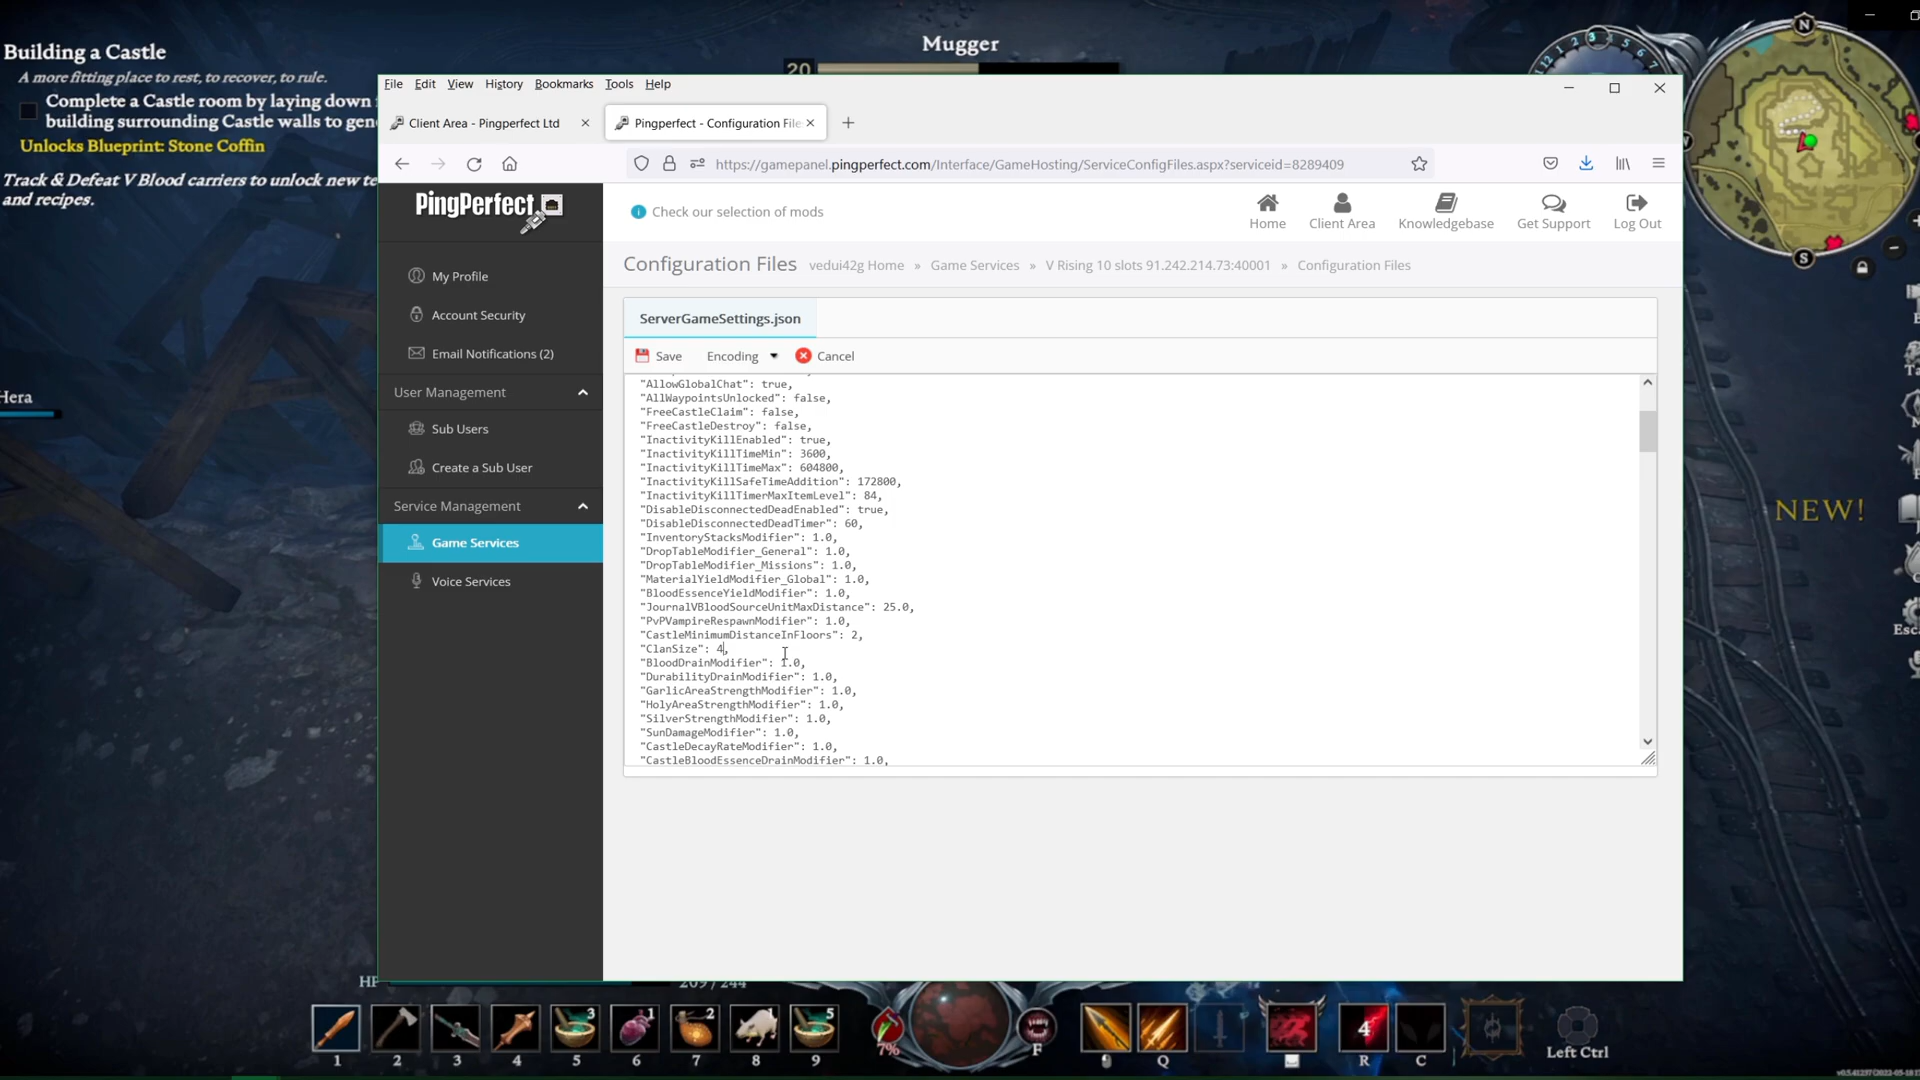 Building a Castle
A more fitting place to rest, to recover, to rule.
Complete a Castle room by laying down
building surrounding Castle walls to gen
Unlocks Blueprint: Stone Coffin
Track & Defeat V Blood carriers to unlock new te
and recipes.
Mugger
20
N
S
Hera
NEW!
File Edit View History Bookmarks Tools Help
Client Area - Pingperfect Ltd
Pingperfect - Configuration File
https://gamepanel.pingperfect.com/Interface/GameHosting/ServiceConfigFiles.aspx?serviceid=8289409
PingPerfect
Check our selection of mods
Home Client Area Knowledgebase Get Support Log Out
My Profile
Account Security
Email Notifications (2)
User Management
Sub Users
Create a Sub User
Service Management
Game Services
Voice Services
Configuration Files vedui42g Home » Game Services » V Rising 10 slots 91.242.214.73:40001 » Configuration Files
ServerGameSettings.json
Save Encoding Cancel
"AllowGlobalChat": true,
"AllWaypointsUnlocked": false,
"FreeCastleClaim": false,
"FreeCastleDestroy": false,
"InactivityKillEnabled": true,
"InactivityKillTimeMin": 3600,
"InactivityKillTimeMax": 604800,
"InactivityKillSafeTimeAddition": 172800,
"InactivityKillTimerMaxItemLevel": 84,
"DisableDisconnectedDeadEnabled": true,
"DisableDisconnectedDeadTimer": 60,
"InventoryStacksModifier": 1.0,
"DropTableModifier_General": 1.0,
"DropTableModifier_Missions": 1.0,
"MaterialYieldModifier_Global": 1.0,
"BloodEssenceYieldModifier": 1.0,
"JournalVBloodSourceUnitMaxDistance": 25.0,
"PvPVampireRespawnModifier": 1.0,
"CastleMinimumDistanceInFloors": 2,
"ClanSize": 4,
"BloodDrainModifier": 1.0,
"DurabilityDrainModifier": 1.0,
"GarlicAreaStrengthModifier": 1.0,
"HolyAreaStrengthModifier": 1.0,
"SilverStrengthModifier": 1.0,
"SunDamageModifier": 1.0,
"CastleDecayRateModifier": 1.0,
"CastleBloodEssenceDrainModifier": 1.0,
HP 209 / 244
3 1 2 1 5
7% 4
1 2 3 4 5 6 7 8 9 F Q R C Left Ctrl